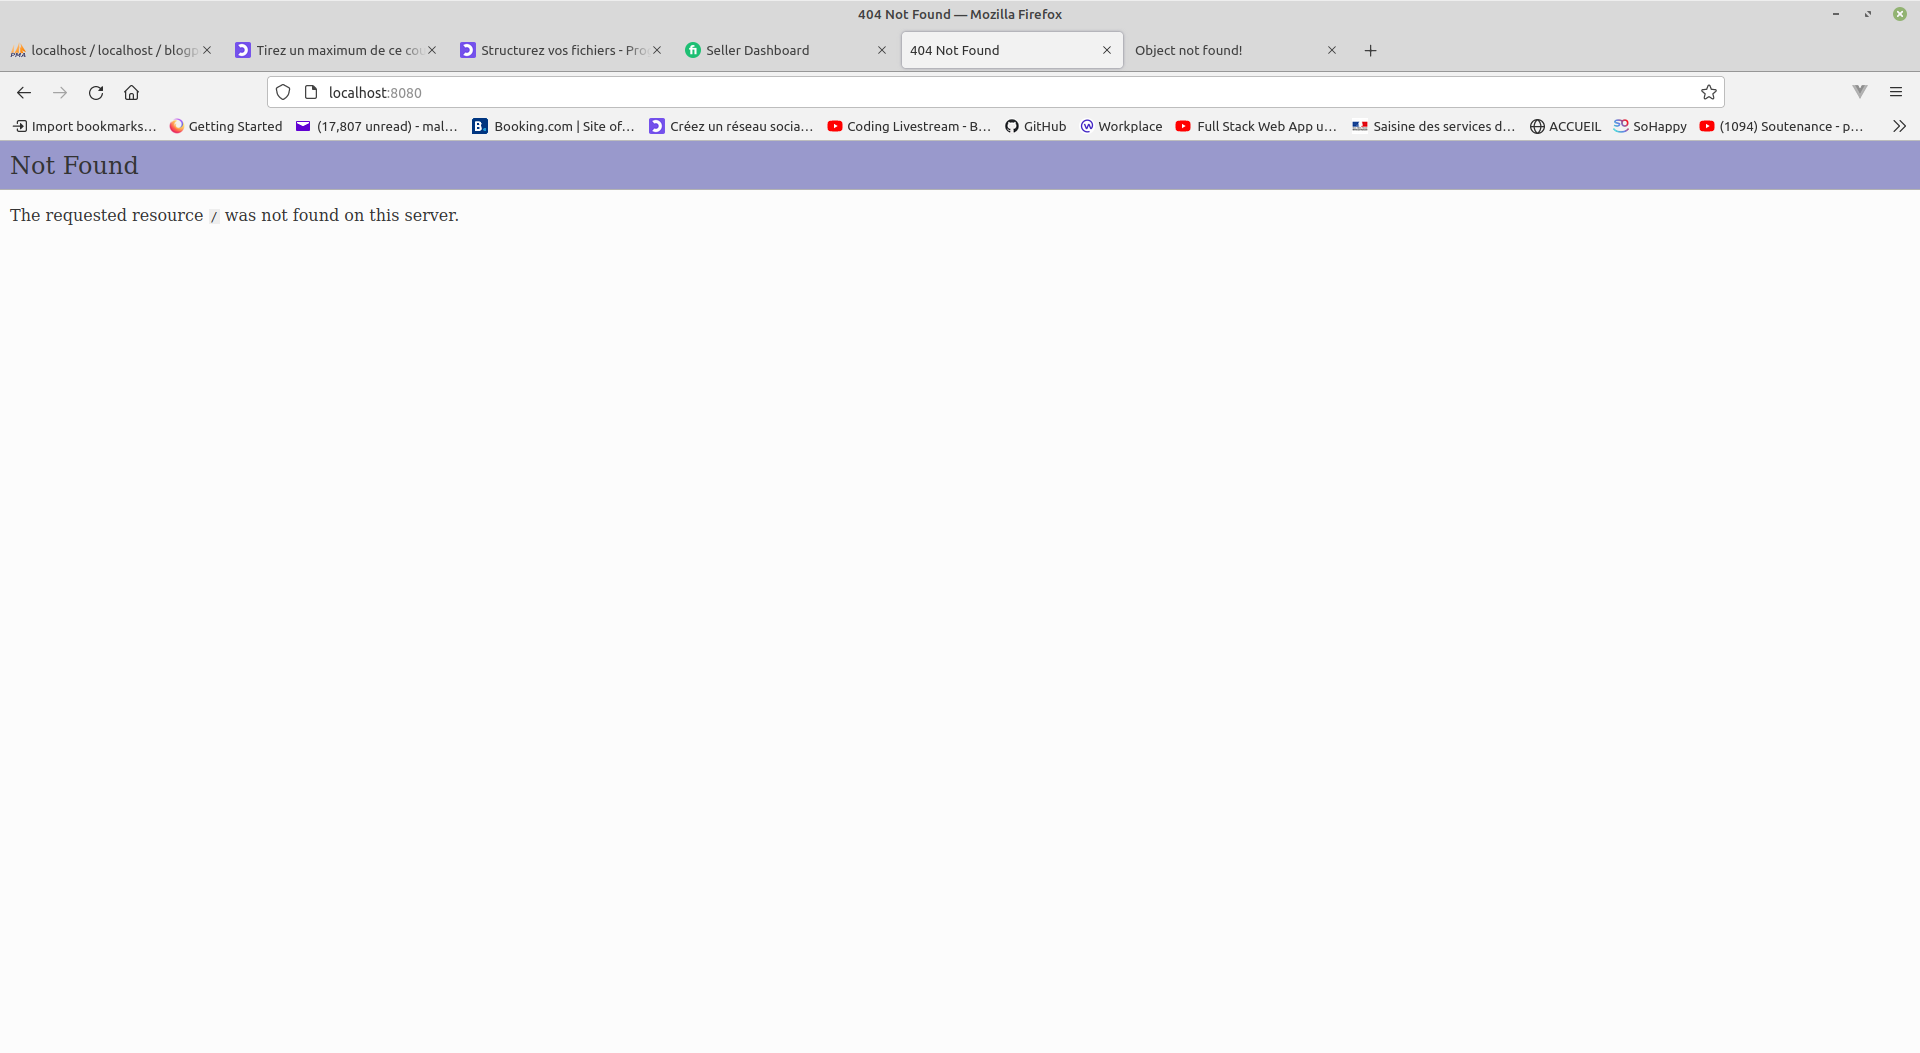 404 Not Found — Mozilla Firefox
localhost / localhost / blogp
Tirez un maximum de ce cou
Structurez vos fichiers - Pro
Seller Dashboard
404 Not Found
Object not found!
localhost:8080
Import bookmarks...
Getting Started
(17,807 unread) - mal...
Booking.com | Site of...
Créez un réseau socia...
Coding Livestream - B...
GitHub
Workplace
Full Stack Web App u...
Saisine des services d...
ACCUEIL
SoHappy
(1094) Soutenance - p...
Not Found
The requested resource / was not found on this server.